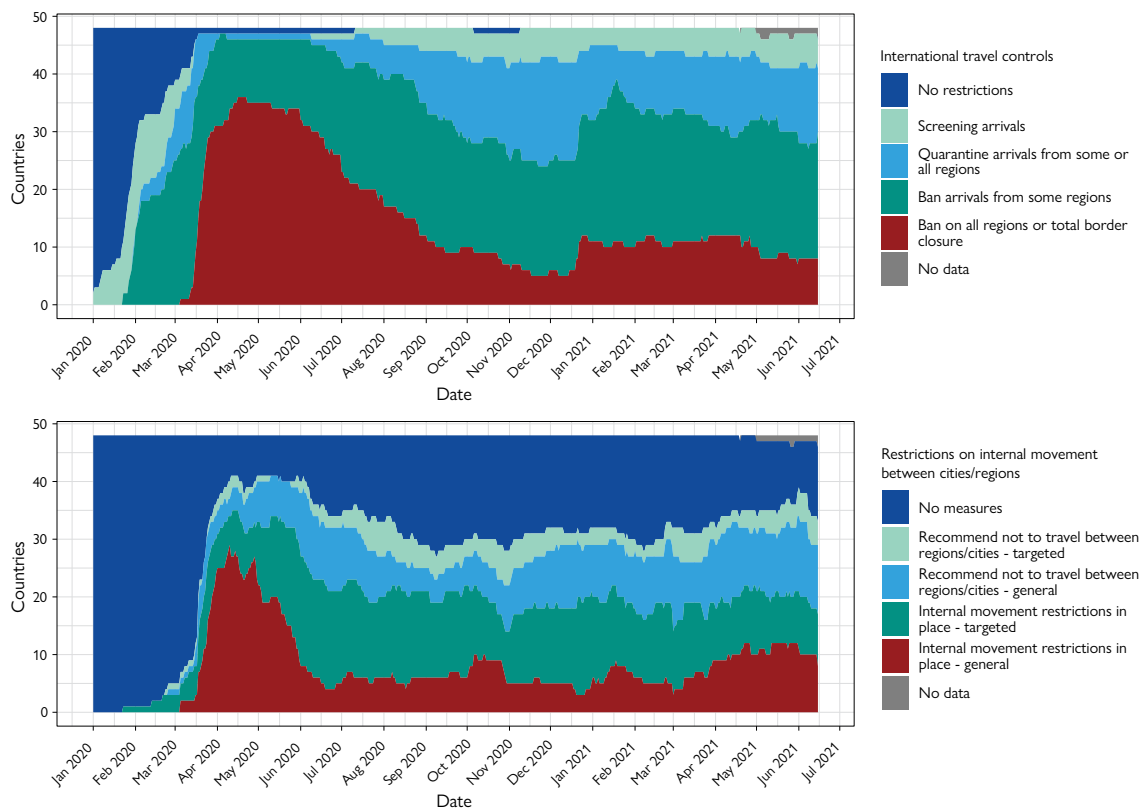 50
40
30
20
10
0
Countries
Jan 2020
Feb 2020
Mar 2020
Apr 2020
May 2020
Jun 2020
Jul 2020
Aug 2020
Sep 2020
Oct 2020
Nov 2020
Dec 2020
Jan 2021
Feb 2021
Mar 2021
Apr 2021
May 2021
Jun 2021
Jul 2021
Date
International travel controls
No restrictions
Screening arrivals
Quarantine arrivals from some or
all regions
Ban arrivals from some regions
Ban on all regions or total border
closure
No data
50
40
30
20
10
0
Countries
Jan 2020
Feb 2020
Mar 2020
Apr 2020
May 2020
Jun 2020
Jul 2020
Aug 2020
Sep 2020
Oct 2020
Nov 2020
Dec 2020
Jan 2021
Feb 2021
Mar 2021
Apr 2021
May 2021
Jun 2021
Jul 2021
Date
Restrictions on internal movement
between cities/regions
No measures
Recommend not to travel between
regions/cities - targeted
Recommend not to travel between
regions/cities - general
Internal movement restrictions in
place - targeted
Internal movement restrictions in
place - general
No data